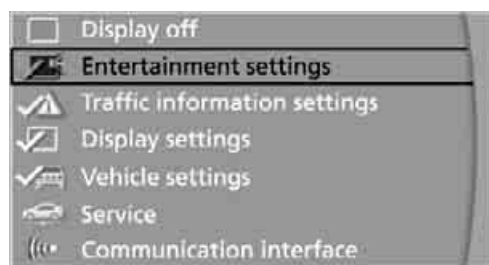 Display off
Entertainment settings
Traffic information settings
Display settings
Vehicle settings
Service
Communication interface